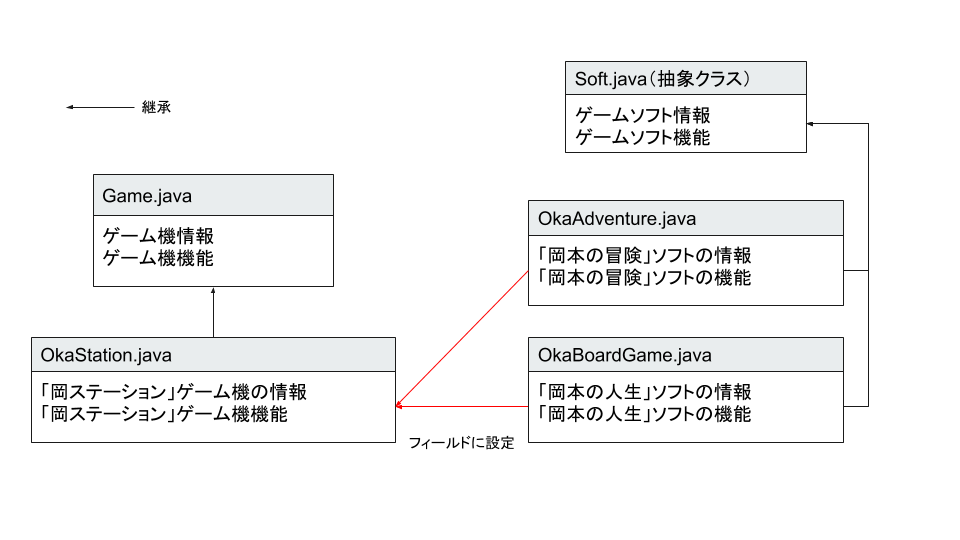 継承
Soft.java（抽象クラス）
ゲームソフト情報
ゲームソフト機能
Game.java
ゲーム機情報
ゲーム機機能
OkaAdventure.java
「岡本の冒険」ソフトの情報
「岡本の冒険」ソフトの機能
OkaStation.java
「岡ステーション」ゲーム機の情報
「岡ステーション」ゲーム機機能
OkaBoardGame.java
「岡本の人生」ソフトの情報
「岡本の人生」ソフトの機能
フィールドに設定